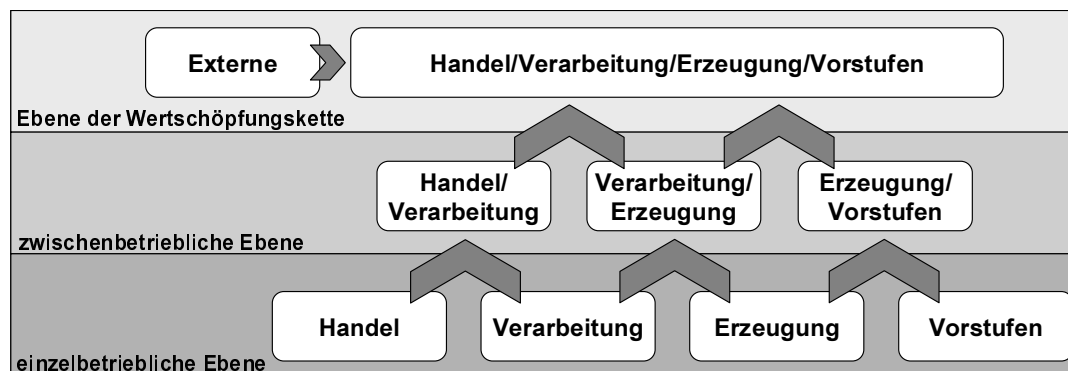 Externe
Handel/Verarbeitung/Erzeugung/Vorstufen
Ebene der Wertschöpfungskette
Handel/
Verarbeitung
Verarbeitung/
Erzeugung
Erzeugung/
Vorstufen
zwischenbetriebliche Ebene
Handel
Verarbeitung
Erzeugung
Vorstufen
einzelbetriebliche Ebene